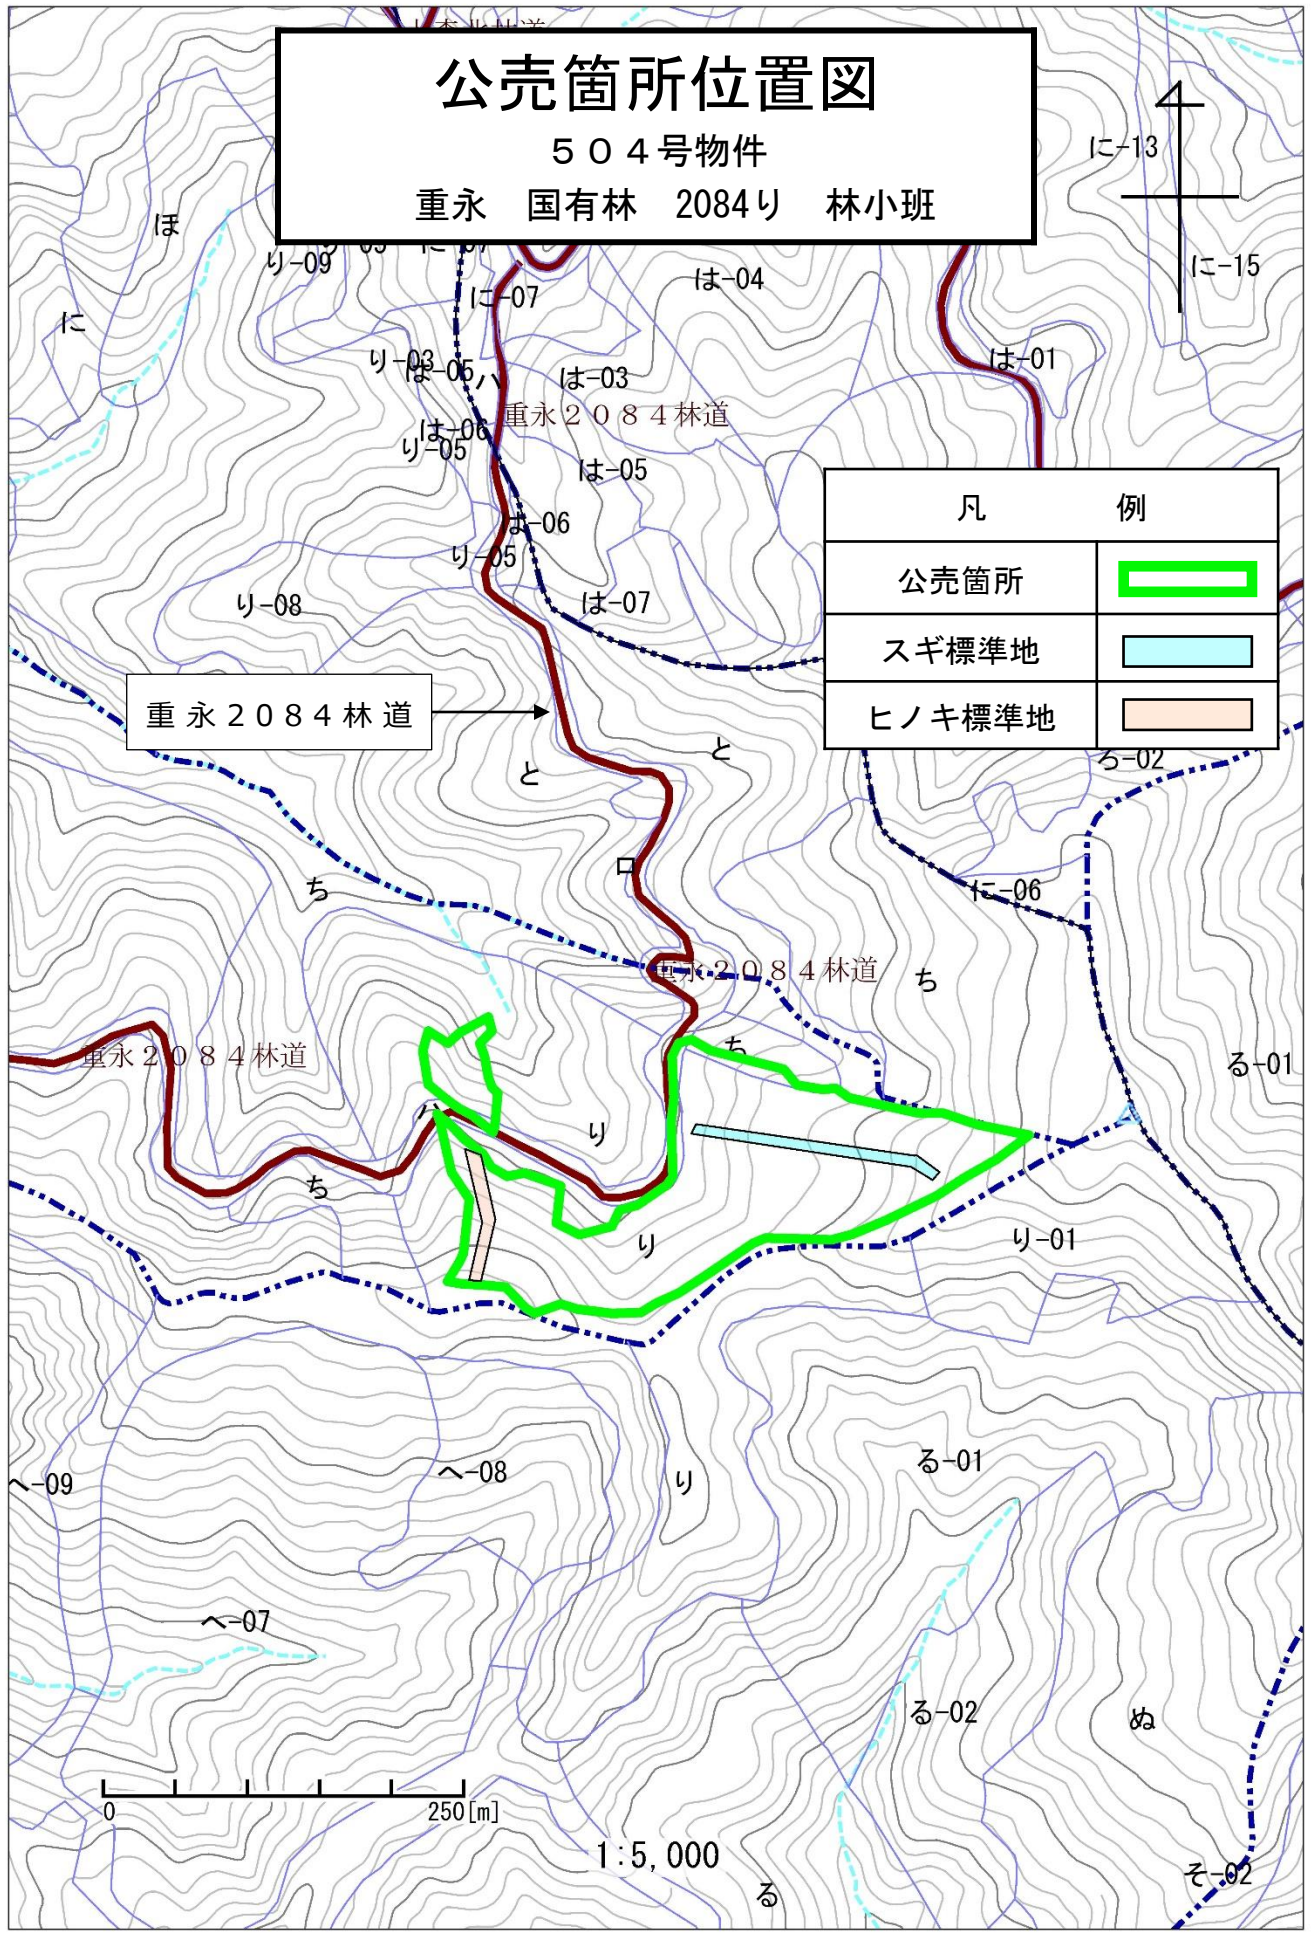 公売箇所位置図
５０４号物件
重永 国有林 2084り 林小班
に-13
ほ
り-09
は-04
に-15
に-07
に
り-03
は-05
ハ
は-03
は-01
重永２０８４林道
は-06
り-05
は-05
凡 例
は-06
り-05
公売箇所
り-08
は-07
スギ標準地
ヒノキ標準地
重永２０８４林道
と
と
ろ-02
ロ
ち
に-06
重永２０８４林道
ち
ち
重永２０８４林道
る-01
ハ
り
ち
り
り-01
へ-09
へ-08
り
る-01
へ-07
る-02
ぬ
0
250[m]
1:5,000
る
そ-02